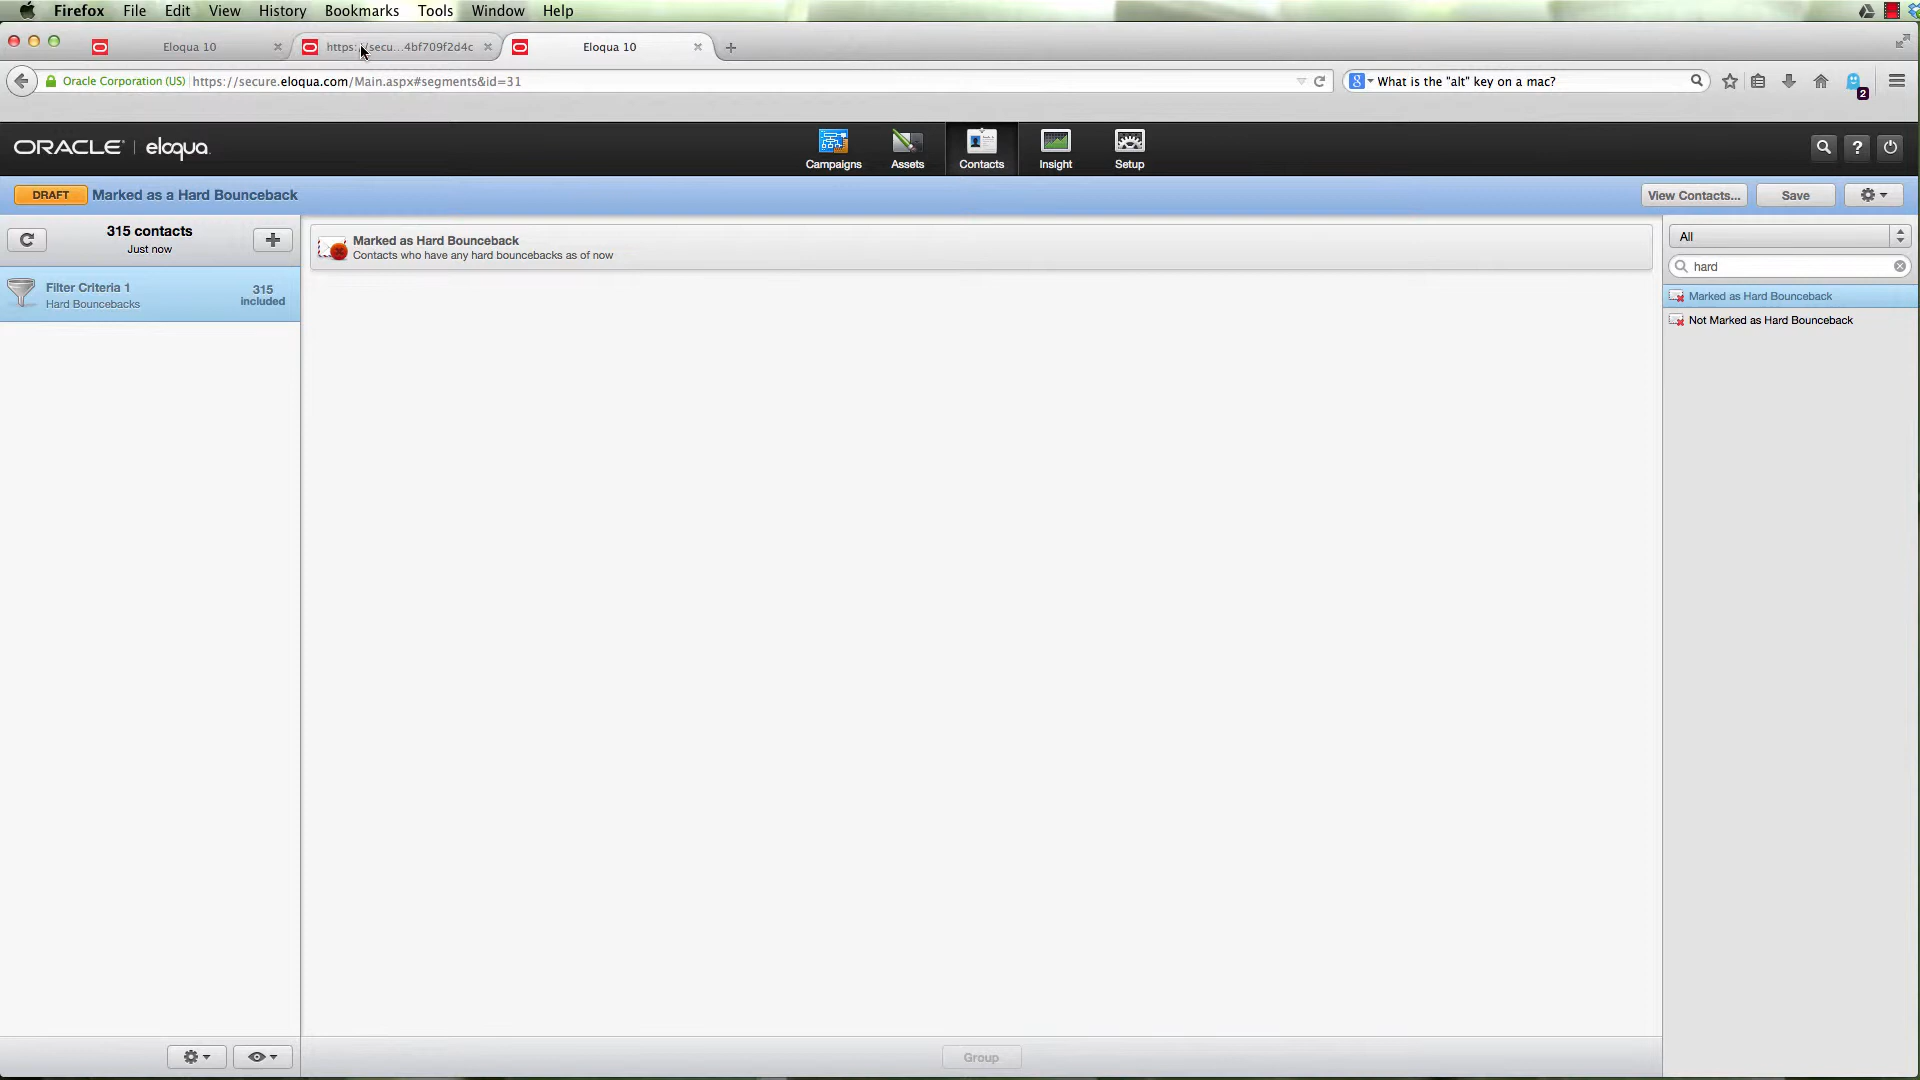 Firefox File Edit View History Bookmarks Tools Window Help
Eloqua 10 https://secu...4bf709f2d4c Eloqua 10
Oracle Corporation (US) https://secure.eloqua.com/Main.aspx#segments&id=31 What is the "alt" key on a mac?
2
ORACLE eloqua
Campaigns Assets Contacts Insight Setup
DRAFT Marked as a Hard Bounceback View Contacts... Save
315 contacts
Just now
Filter Criteria 1
Hard Bouncebacks
315
included
Marked as Hard Bounceback
Contacts who have any hard bouncebacks as of now
All
hard
Marked as Hard Bounceback
Not Marked as Hard Bounceback
Group